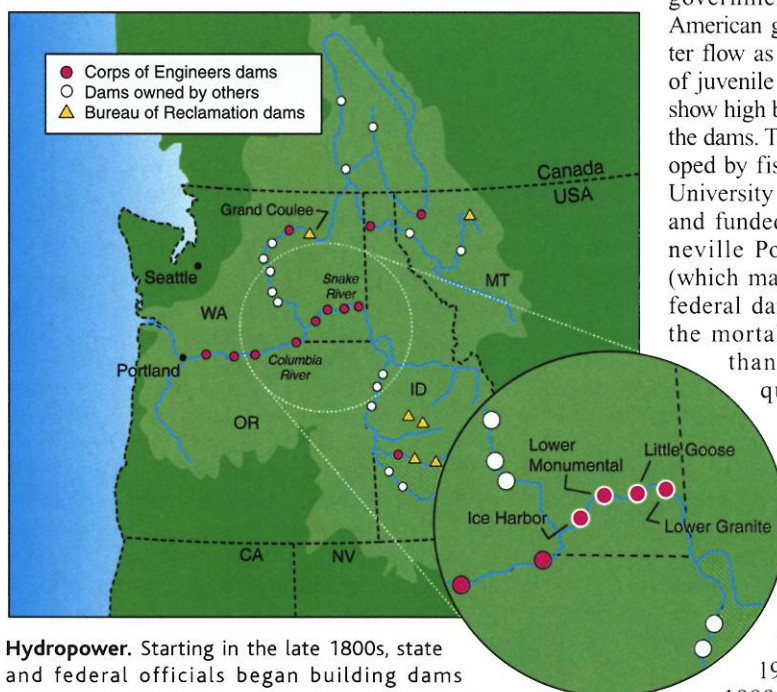 Corps of Engineers dams
Dams owned by others
Bureau of Reclamation dams
Canada
USA
Grand Coulee
Seattle
Snake
River
MT
WA
Portland
Columbia
River
ID
OR
CA
NV
Lower
Monumental
Little Goose
Ice Harbor
Lower Granite
Hydropower. Starting in the late 1800s, state
and federal officials began building dams
American g
ter flow as
of juvenile
show high b
the dams. T
oped by fis
University
and funded
neville Po
(which ma
federal da
the mortal
than
qu
19